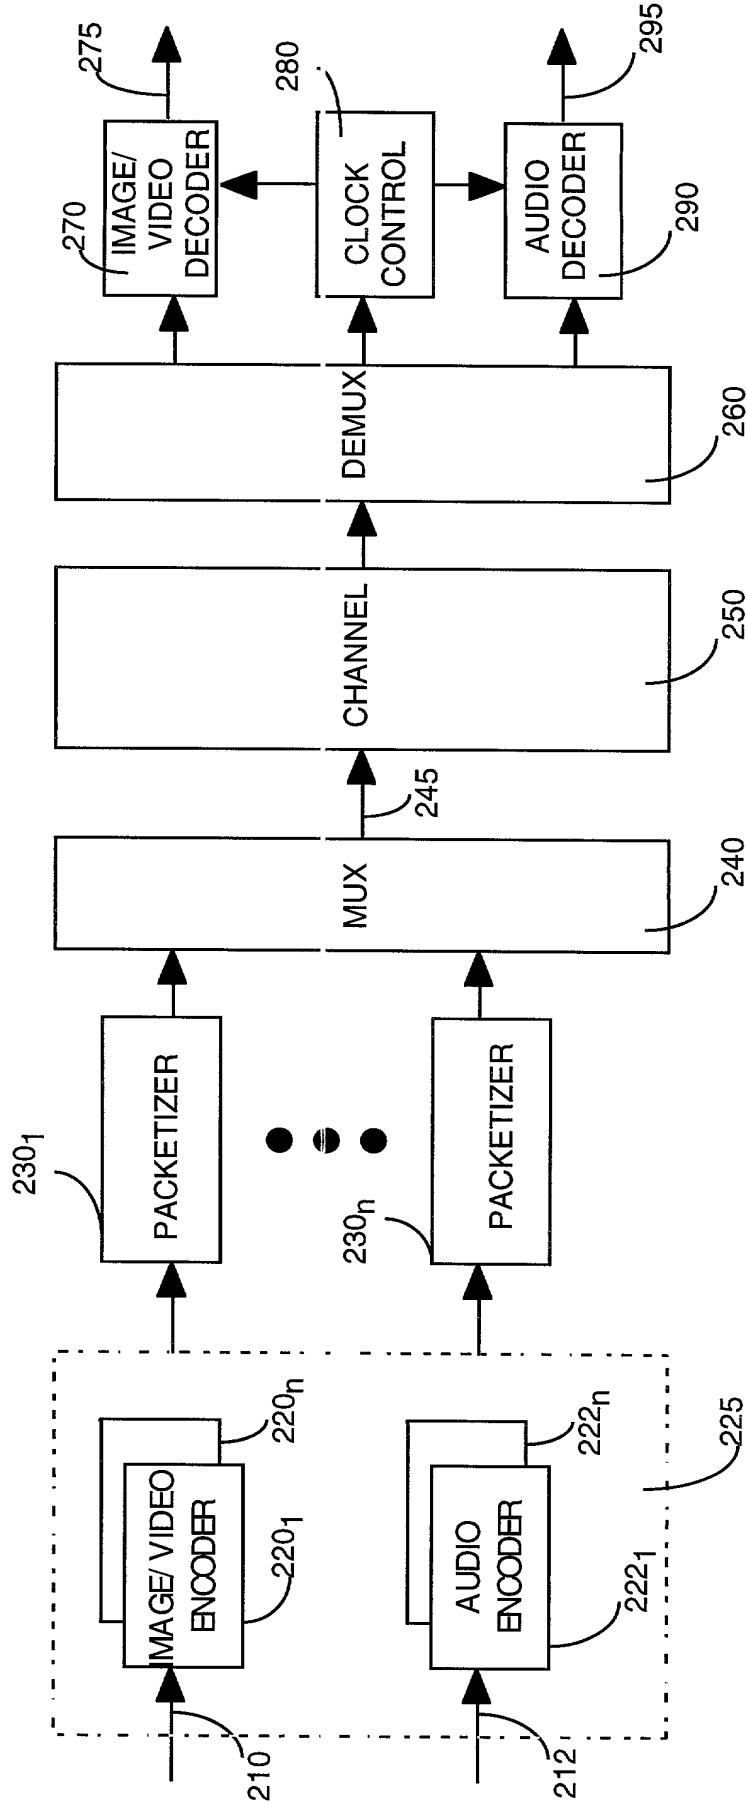 210
IMAGE/VIDEO
ENCODER
220n
2201
212
AUDIO
ENCODER
222n
2221
225
2301
PACKETIZER
230n
PACKETIZER
MUX
240
245
CHANNEL
250
DEMUX
260
270
IMAGE/
VIDEO
DECODER
275
280
CLOCK
CONTROL
AUDIO
DECODER
290
295